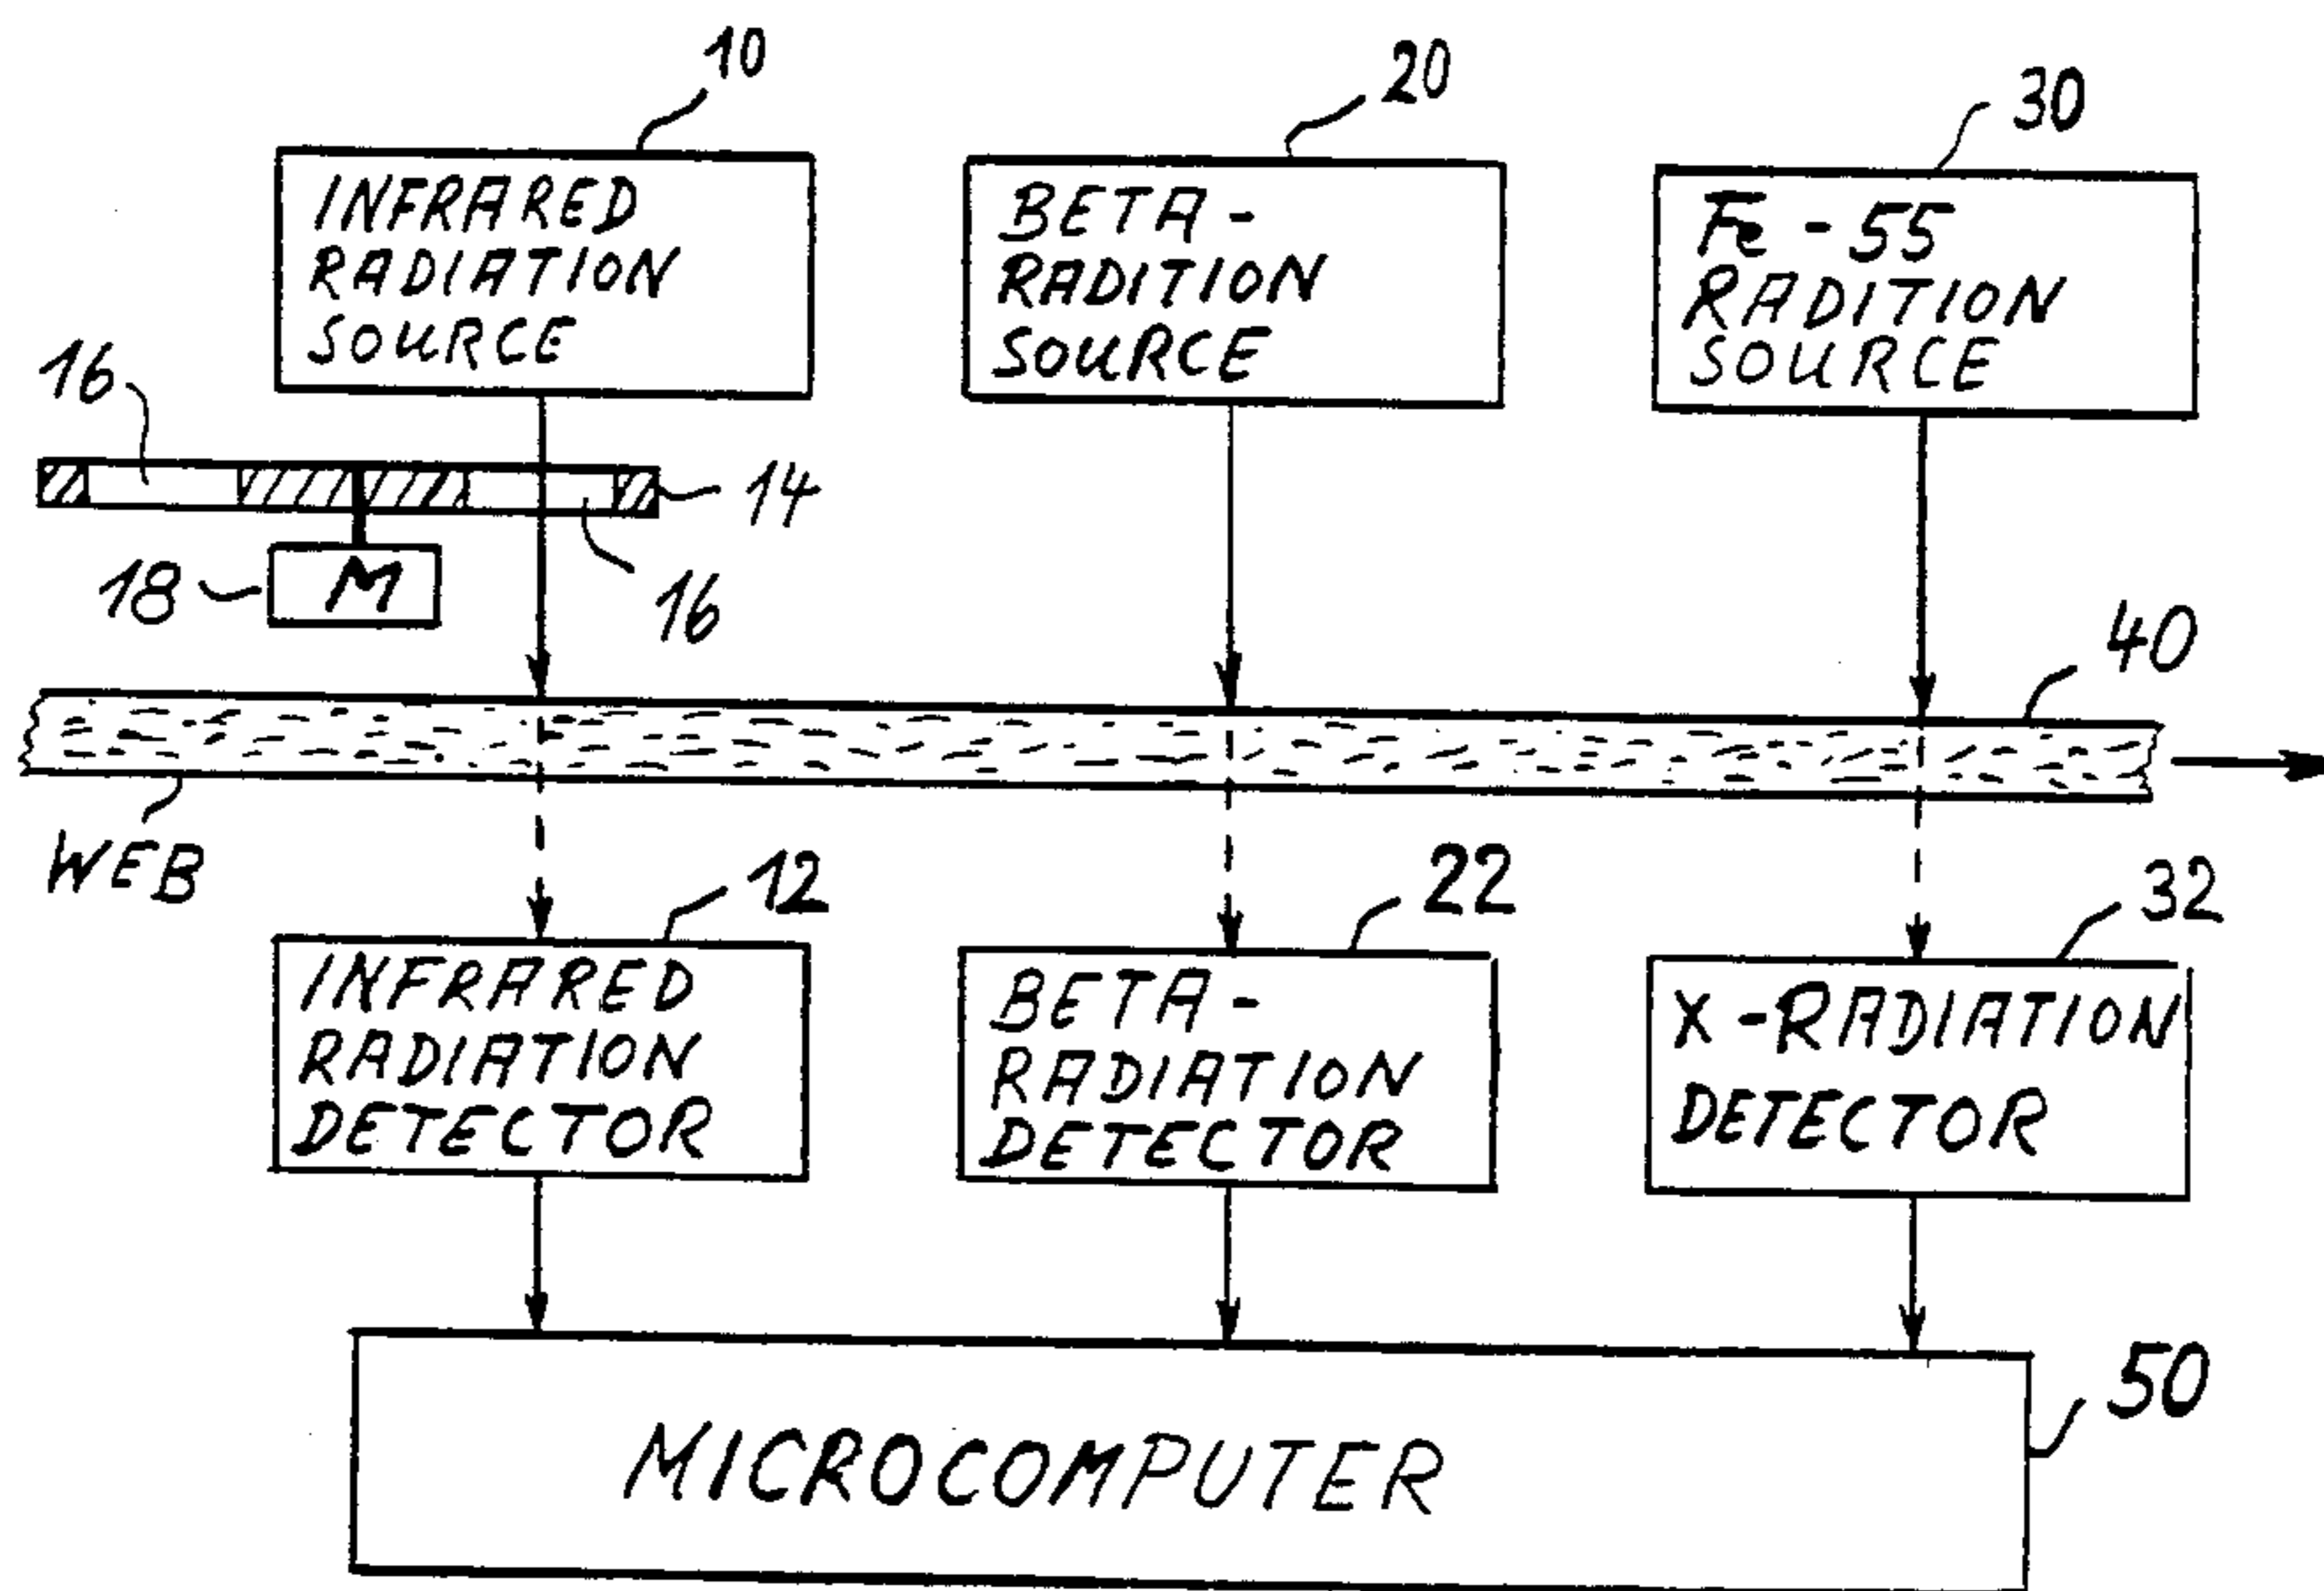 10
20
30
INFRARED
RADIATION
SOURCE
BETA-
RADITION
SOURCE
Fe-55
RADITION
SOURCE
16
14
18
M
16
40
WEB
12
22
32
INFRARED
RADIATION
DETECTOR
BETA-
RADIATION
DETECTOR
X-RADIATION
DETECTOR
50
MICROCOMPUTER